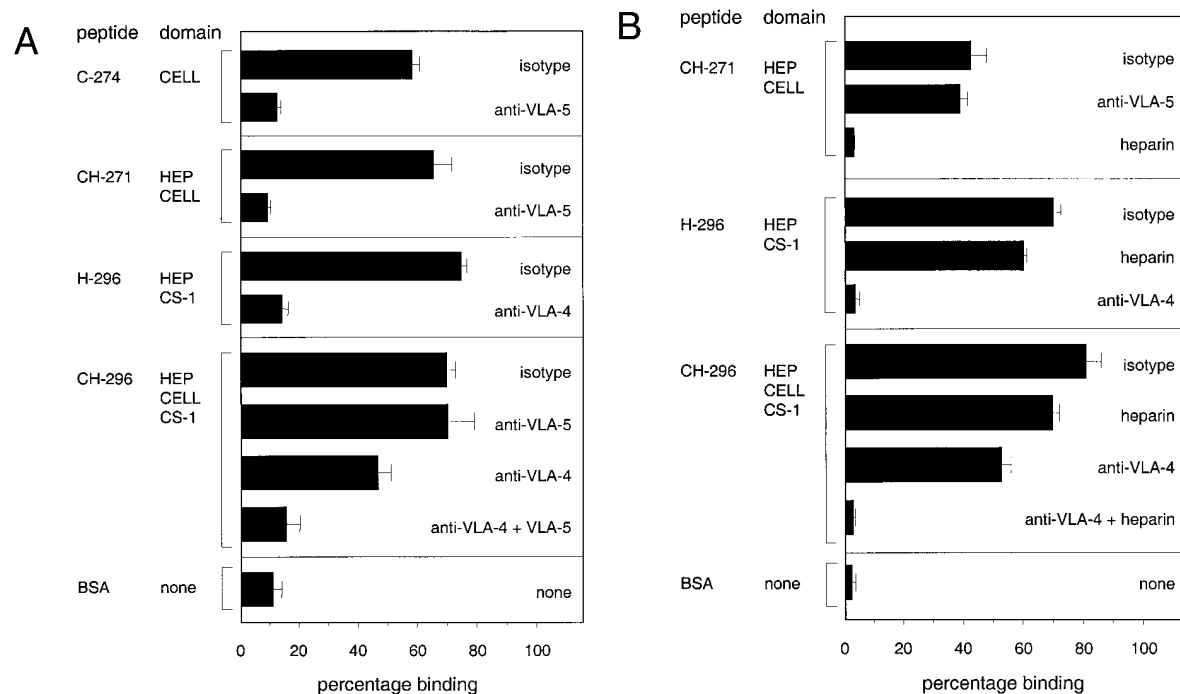 A
peptide domain
C-274 CELL
isotype
anti-VLA-5
CH-271 HEP
CELL
isotype
anti-VLA-5
H-296 HEP
CS-1
isotype
anti-VLA-4
CH-296 HEP
CELL
CS-1
isotype
anti-VLA-5
anti-VLA-4
anti-VLA-4 + VLA-5
BSA none
none
0 20 40 60 80 100
percentage binding
B
peptide domain
CH-271 HEP
CELL
isotype
anti-VLA-5
heparin
H-296 HEP
CS-1
isotype
heparin
anti-VLA-4
CH-296 HEP
CELL
CS-1
isotype
heparin
anti-VLA-4
anti-VLA-4 + heparin
BSA none
none
0 20 40 60 80 100
percentage binding